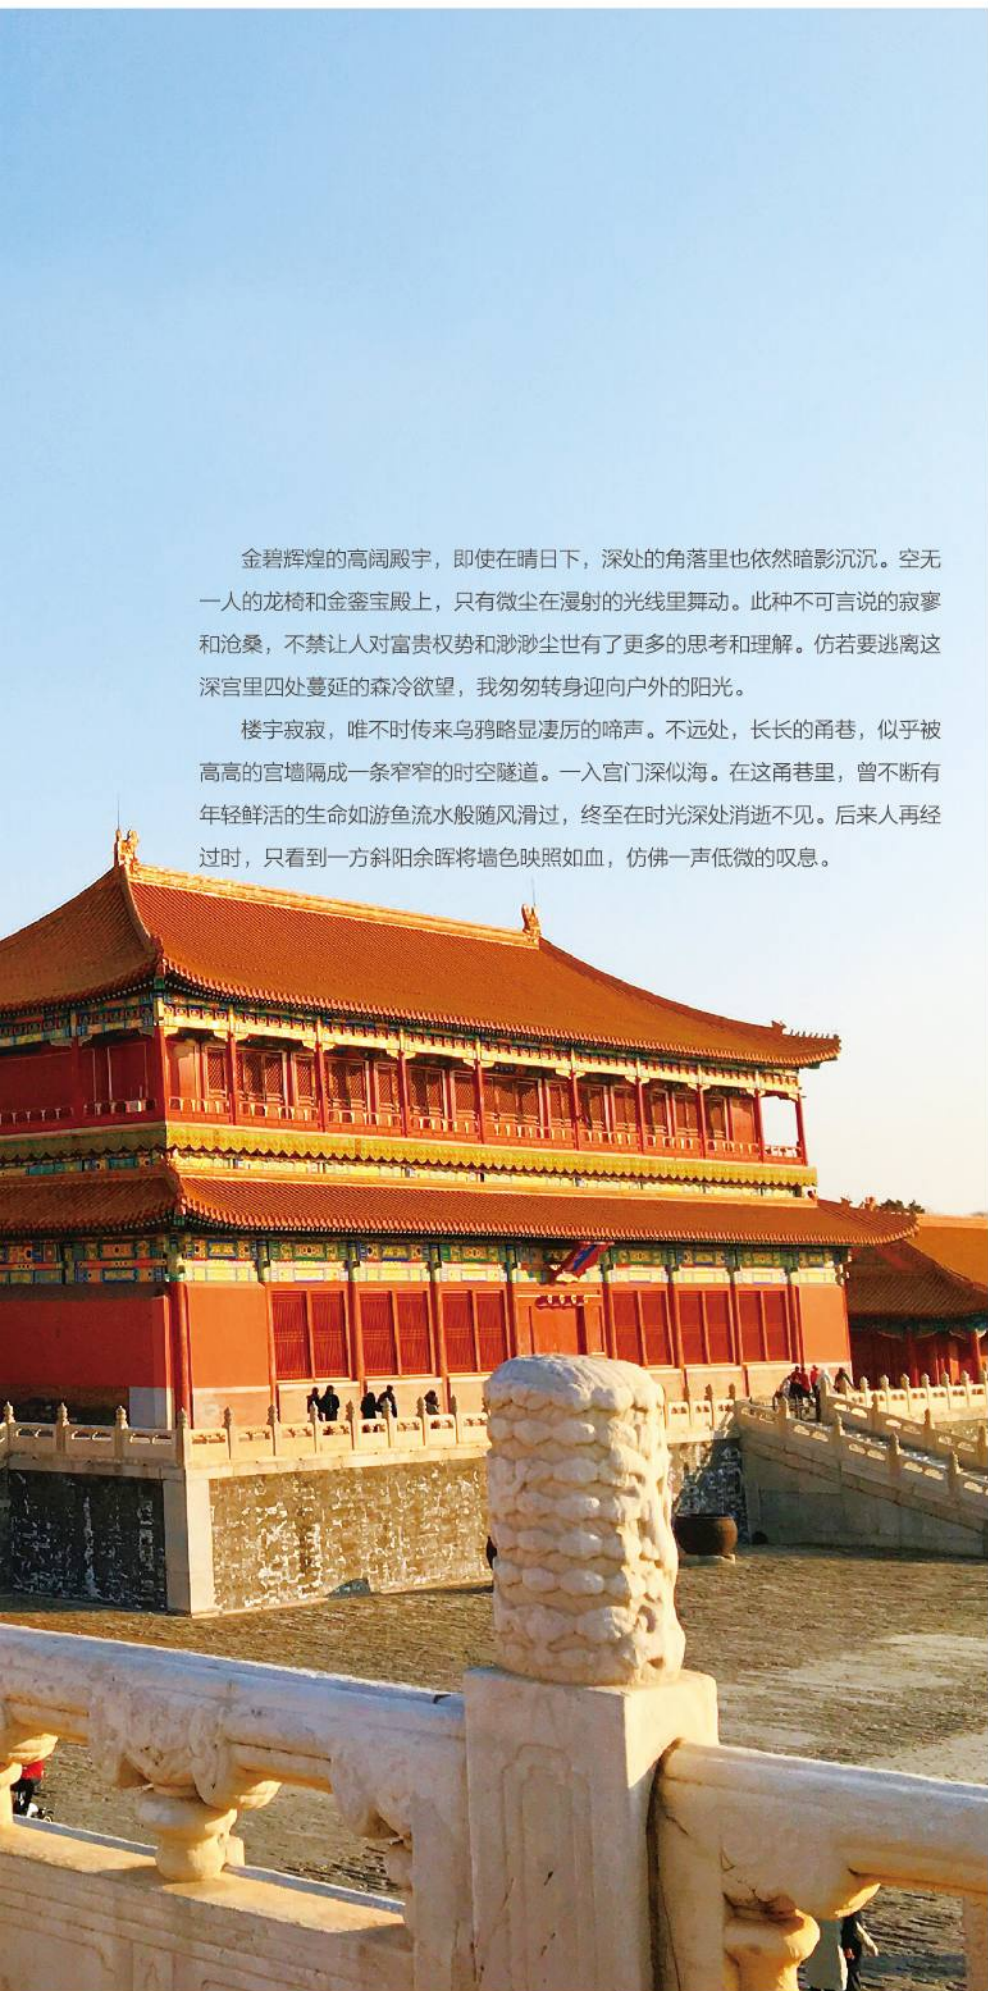 金碧辉煌的高阔殿宇，即使在晴日下，深处的角落里也依然暗影沉沉。空无
一人的龙椅和金銮宝殿上，只有微尘在漫射的光线里舞动。此种不可言说的寂寥
和沧桑，不禁让人对富贵权势和渺渺尘世有了更多的思考和理解。仿若要逃离这
深宫里四处蔓延的森冷欲望，我匆匆转身迎向户外的阳光。
楼宇寂寂，唯不时传来乌鸦略显凄厉的啼声。不远处，长长的甬巷，似乎被
高高的宫墙隔成一条窄窄的时空隧道。一入宫门深似海。在这甬巷里，曾不断有
年轻鲜活的生命如游鱼流水般随风滑过，终至在时光深处消逝不见。后来人再经
过时，只看到一方斜阳余晖将墙色映照如血，仿佛一声低微的叹息。